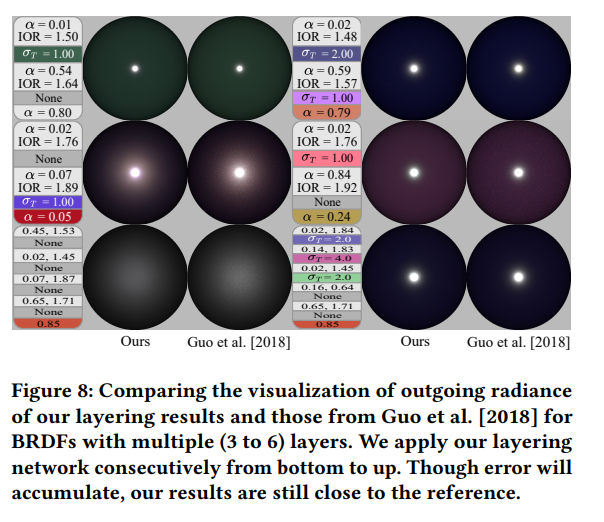 α = 0.01
IOR = 1.50
σT = 1.00
α = 0.54
IOR = 1.64
None
α = 0.80
α = 0.02
IOR = 1.48
σT = 2.00
α = 0.59
IOR = 1.57
σT = 1.00
α = 0.79
α = 0.02
IOR = 1.76
None
α = 0.07
IOR = 1.89
σT = 1.00
α = 0.05
α = 0.02
IOR = 1.76
σT = 1.00
α = 0.84
IOR = 1.92
None
α = 0.24
0.45, 1.53
None
0.02, 1.45
None
0.07, 1.87
None
0.65, 1.71
None
0.85
0.02, 1.84
σT = 2.0
0.14, 1.83
σT = 4.0
0.02, 1.45
σT = 2.0
0.16, 0.64
None
0.65, 1.71
None
0.85
Ours Guo et al. [2018] Ours Guo et al. [2018]
Figure 8: Comparing the visualization of outgoing radiance
of our layering results and those from Guo et al. [2018] for
BRDFs with multiple (3 to 6) layers. We apply our layering
network consecutively from bottom to up. Though error will
accumulate, our results are still close to the reference.